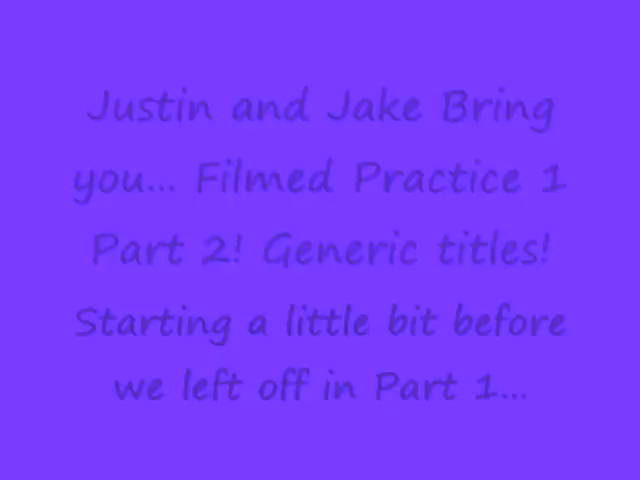 Justin and Jake Bring
you... Filmed Practice 1
Part 2! Generic titles!
Starting a little bit before
we left off in Part 1...